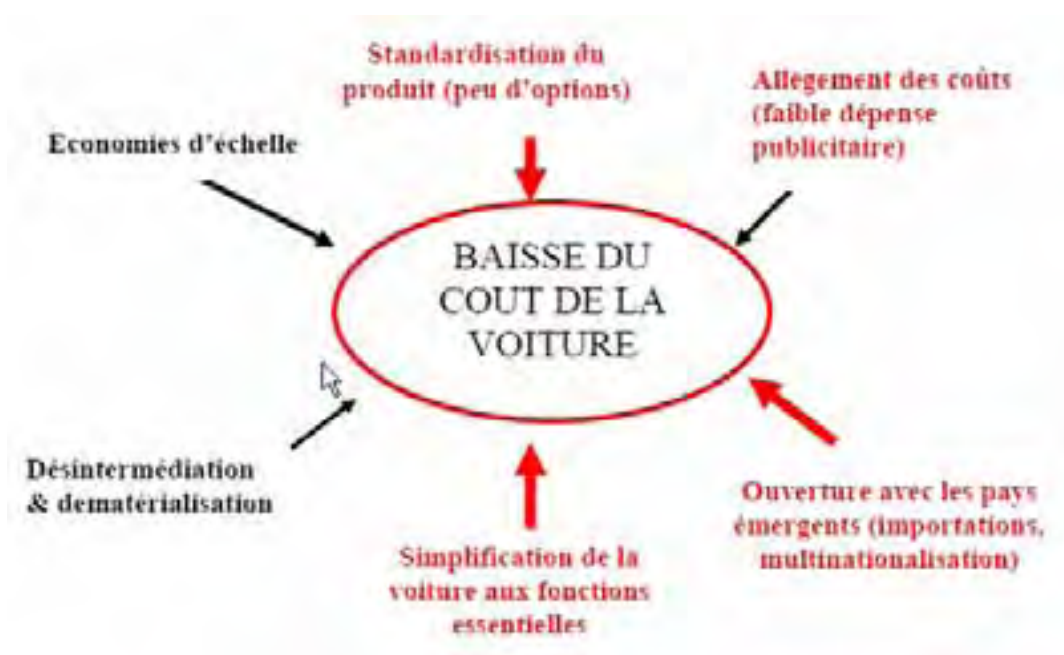 Standardisation du
produit (peu d'options)
Allegement des coûts
(faible dépense
publicitaire)
Economies d'échelle
BAISSE DU
COUT DE LA
VOITURE
Désintermédiation
& dematérialisation
Ouverture avec les pays
émergents (importations,
multinationalisation)
Simplification de la
voiture aux fonctions
essentielles